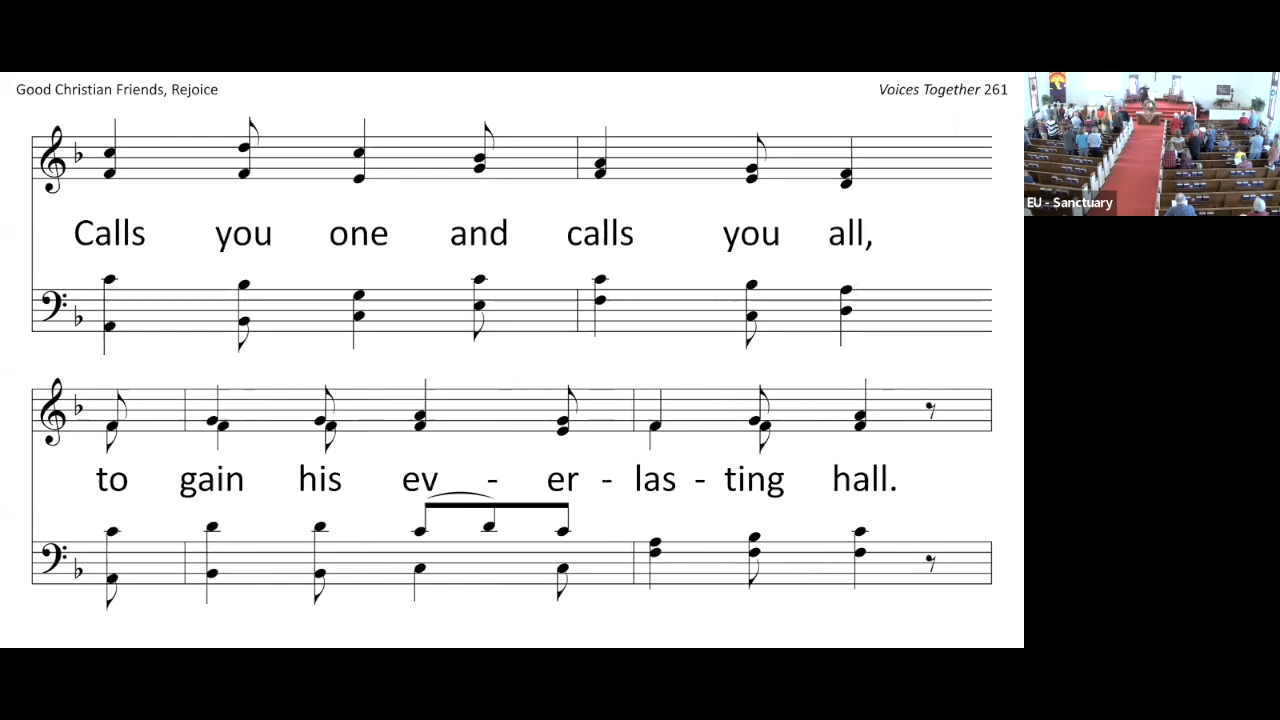 Good Christian Friends, Rejoice
Voices Together 261
Calls you one and calls you all,
to gain his ev - er - las - ting hall.
EU - Sanctuary